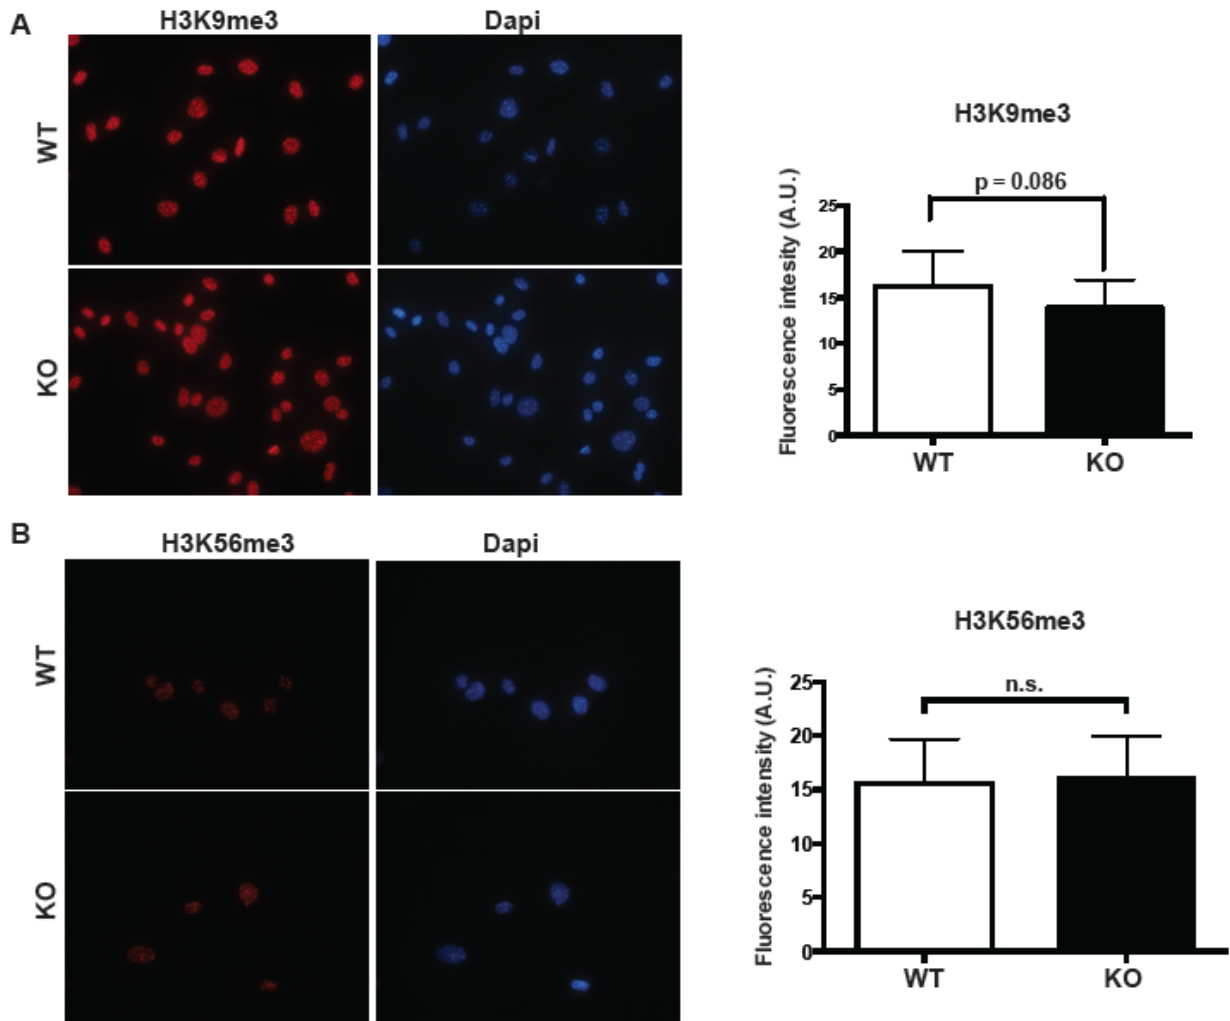 A
H3K9me3
Dapi
WT
KO
H3K9me3
p = 0.086
Fluorescence intesity (A.U.)
25
20
15
10
5
0
WT
KO
B
H3K56me3
Dapi
WT
KO
H3K56me3
n.s.
Fluorescence intensity (A.U.)
25
20
15
10
5
0
WT
KO